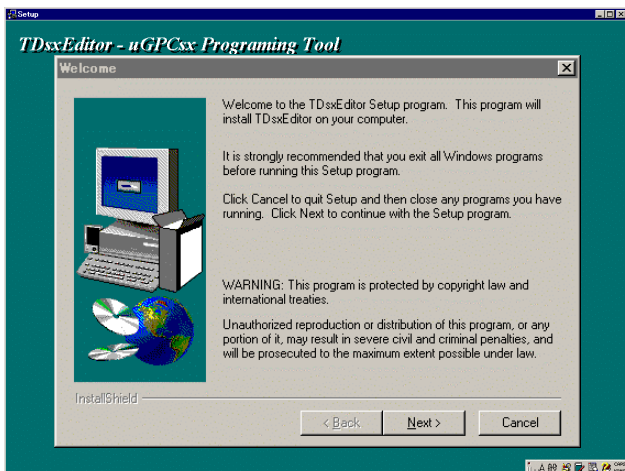 Setup
TDsxEditor - uGPCsx Programing Tool
Welcome
Welcome to the TDsxEditor Setup program. This program will
install TDsxEditor on your computer.
It is strongly recommended that you exit all Windows programs
before running this Setup program.
Click Cancel to quit Setup and then close any programs you have
running. Click Next to continue with the Setup program.
WARNING: This program is protected by copyright law and
international treaties.
Unauthorized reproduction or distribution of this program, or any
portion of it, may result in severe civil and criminal penalties, and
will be prosecuted to the maximum extent possible under law.
InstallShield
< Back Next > Cancel